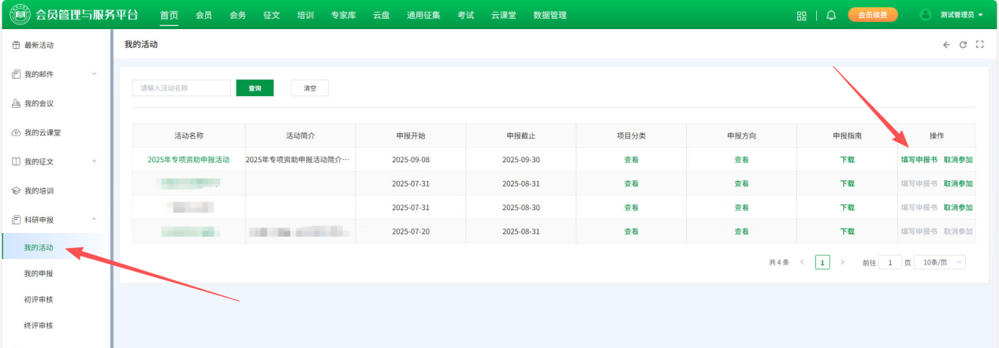 会员管理与服务平台 首页 会员 会务 征文 培训 专家库 云盘 通用征集 考试 云课堂 数据管理 会员续费 测试管理员
最新活动
我的邮件
我的会议
我的云课堂
我的征文
我的培训
科研申报
我的活动
我的申报
初评审核
终评审核
我的活动
请输入活动名称 查询 清空
活动名称 活动简介 申报开始 申报截止 项目分类 申报方向 申报指南 操作
2025年专项资助申报活动 2025年专项资助申报活动简介… 2025-09-08 2025-09-30 查看 查看 下载 填写申报书 取消参加
2025-07-31 2025-08-31 查看 查看 下载 填写申报书 取消参加
2025-07-31 2025-08-30 查看 查看 下载 填写申报书 取消参加
2025-07-20 2025-08-31 查看 查看 下载 填写申报书 取消参加
共 4 条 1 前往 1 页 10条/页